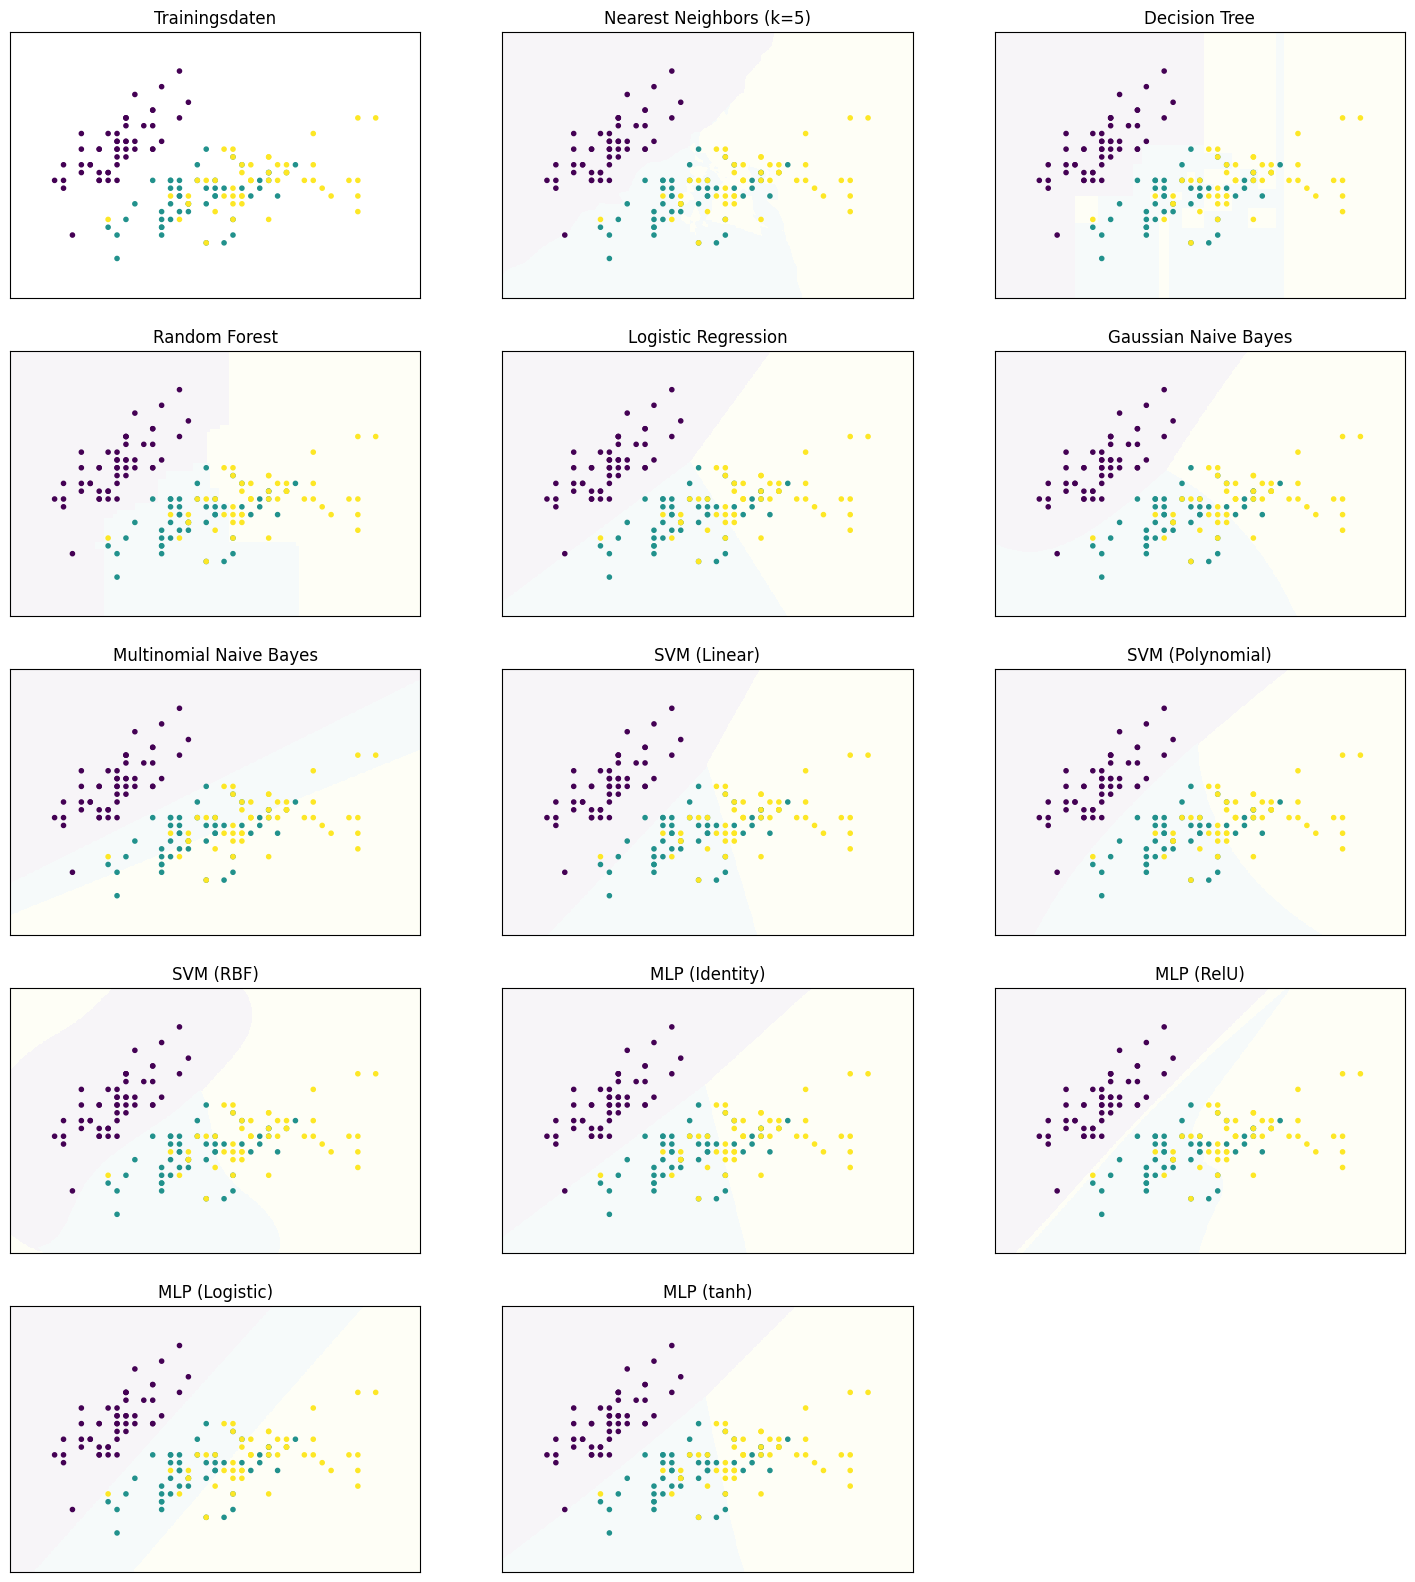 Trainingsdaten
Nearest Neighbors (k=5)
Decision Tree
Random Forest
Logistic Regression
Gaussian Naive Bayes
Multinomial Naive Bayes
SVM (Linear)
SVM (Polynomial)
SVM (RBF)
MLP (Identity)
MLP (RelU)
MLP (Logistic)
MLP (tanh)